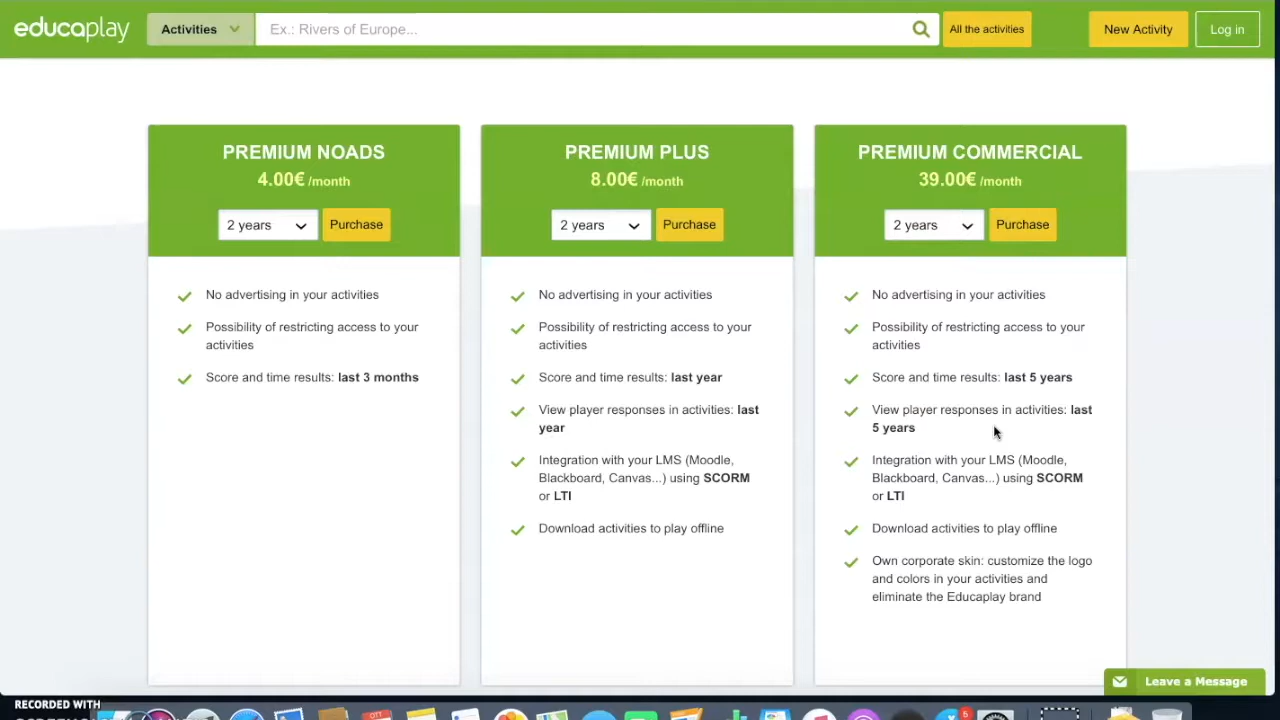 educaplay
Activities
Ex.: Rivers of Europe...
All the activities
New Activity
Log in
PREMIUM NOADS
4.00€ /month
2 years
Purchase
No advertising in your activities
Possibility of restricting access to your
activities
Score and time results: last 3 months
PREMIUM PLUS
8.00€ /month
2 years
Purchase
No advertising in your activities
Possibility of restricting access to your
activities
Score and time results: last year
View player responses in activities: last
year
Integration with your LMS (Moodle,
Blackboard, Canvas...) using SCORM
or LTI
Download activities to play offline
PREMIUM COMMERCIAL
39.00€ /month
2 years
Purchase
No advertising in your activities
Possibility of restricting access to your
activities
Score and time results: last 5 years
View player responses in activities: last
5 years
Integration with your LMS (Moodle,
Blackboard, Canvas...) using SCORM
or LTI
Download activities to play offline
Own corporate skin: customize the logo
and colors in your activities and
eliminate the Educaplay brand
Leave a Message
RECORDED WITH